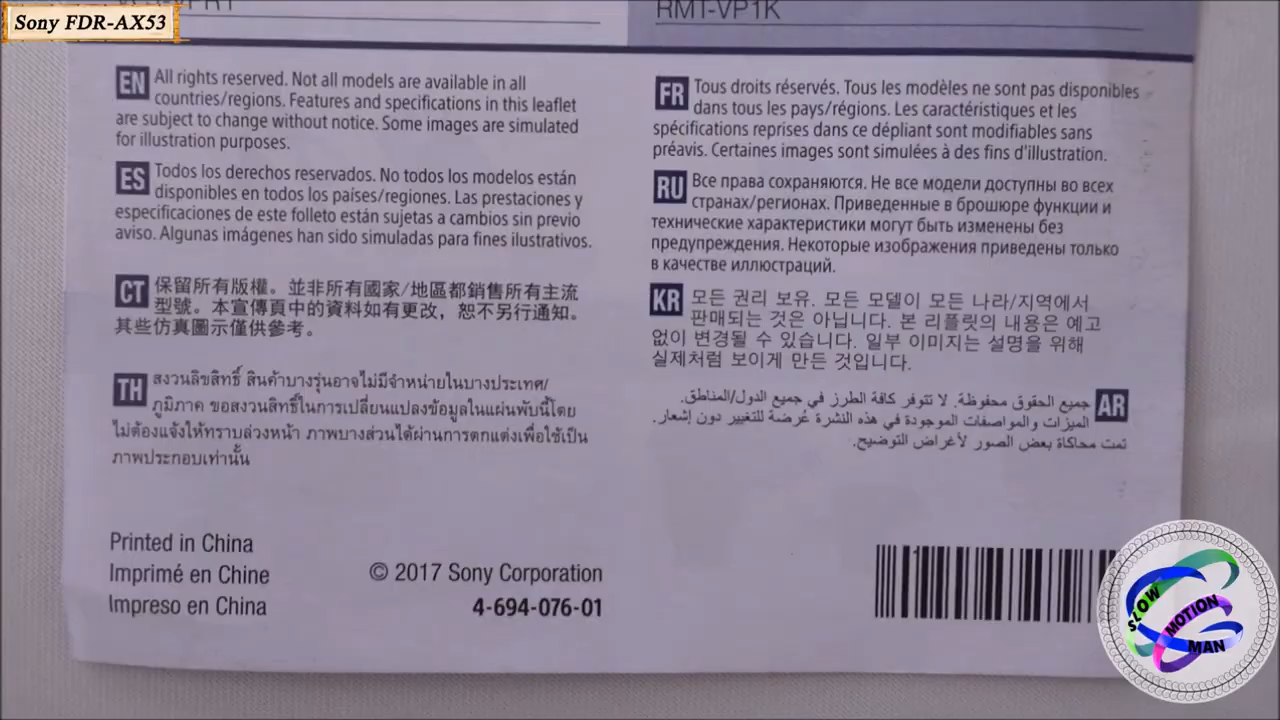 Sony FDR-AX53
RMT-VP1K
EN All rights reserved. Not all models are available in all
countries/regions. Features and specifications in this leaflet
are subject to change without notice. Some images are simulated
for illustration purposes.
ES Todos los derechos reservados. No todos los modelos están
disponibles en todos los países/regiones. Las prestaciones y
especificaciones de este folleto están sujetas a cambios sin previo
aviso. Algunas imágenes han sido simuladas para fines ilustrativos.
CT 保留所有版權。並非所有國家/地區都銷售所有主流
型號。本宣傳頁中的資料如有更改，恕不另行通知。
其些仿真圖示僅供參考。
TH สงวนลิขสิทธิ์ สินค้าบางรุ่นอาจไม่มีจำหน่ายในบางประเทศ/
ภูมิภาค ขอสงวนสิทธิ์ในการเปลี่ยนแปลงข้อมูลในแผ่นพับนี้โดย
ไม่ต้องแจ้งให้ทราบล่วงหน้า ภาพบางส่วนได้ผ่านการตกแต่งเพื่อใช้เป็น
ภาพประกอบเท่านั้น
FR Tous droits réservés. Tous les modèles ne sont pas disponibles
dans tous les pays/régions. Les caractéristiques et les
spécifications reprises dans ce dépliant sont modifiables sans
préavis. Certaines images sont simulées à des fins d'illustration.
RU Все права сохраняются. Не все модели доступны во всех
странах/регионах. Приведенные в брошюре функции и
технические характеристики могут быть изменены без
предупреждения. Некоторые изображения приведены только
в качестве иллюстраций.
KR 모든 권리 보유. 모든 모델이 모든 나라/지역에서
판매되는 것은 아닙니다. 본 리플릿의 내용은 예고
없이 변경될 수 있습니다. 일부 이미지는 설명을 위해
실제처럼 보이게 만든 것입니다.
AR جميع الحقوق محفوظة. لا تتوفر كافة الطرز في جميع الدول/المناطق.
الميزات والمواصفات الموجودة في هذه النشرة عُرضة للتغيير دون إشعار.
تمت محاكاة بعض الصور لأغراض التوضيح.
Printed in China
Imprimé en Chine
Impreso en China
© 2017 Sony Corporation
4-694-076-01
SLOW
MOTION
MAN